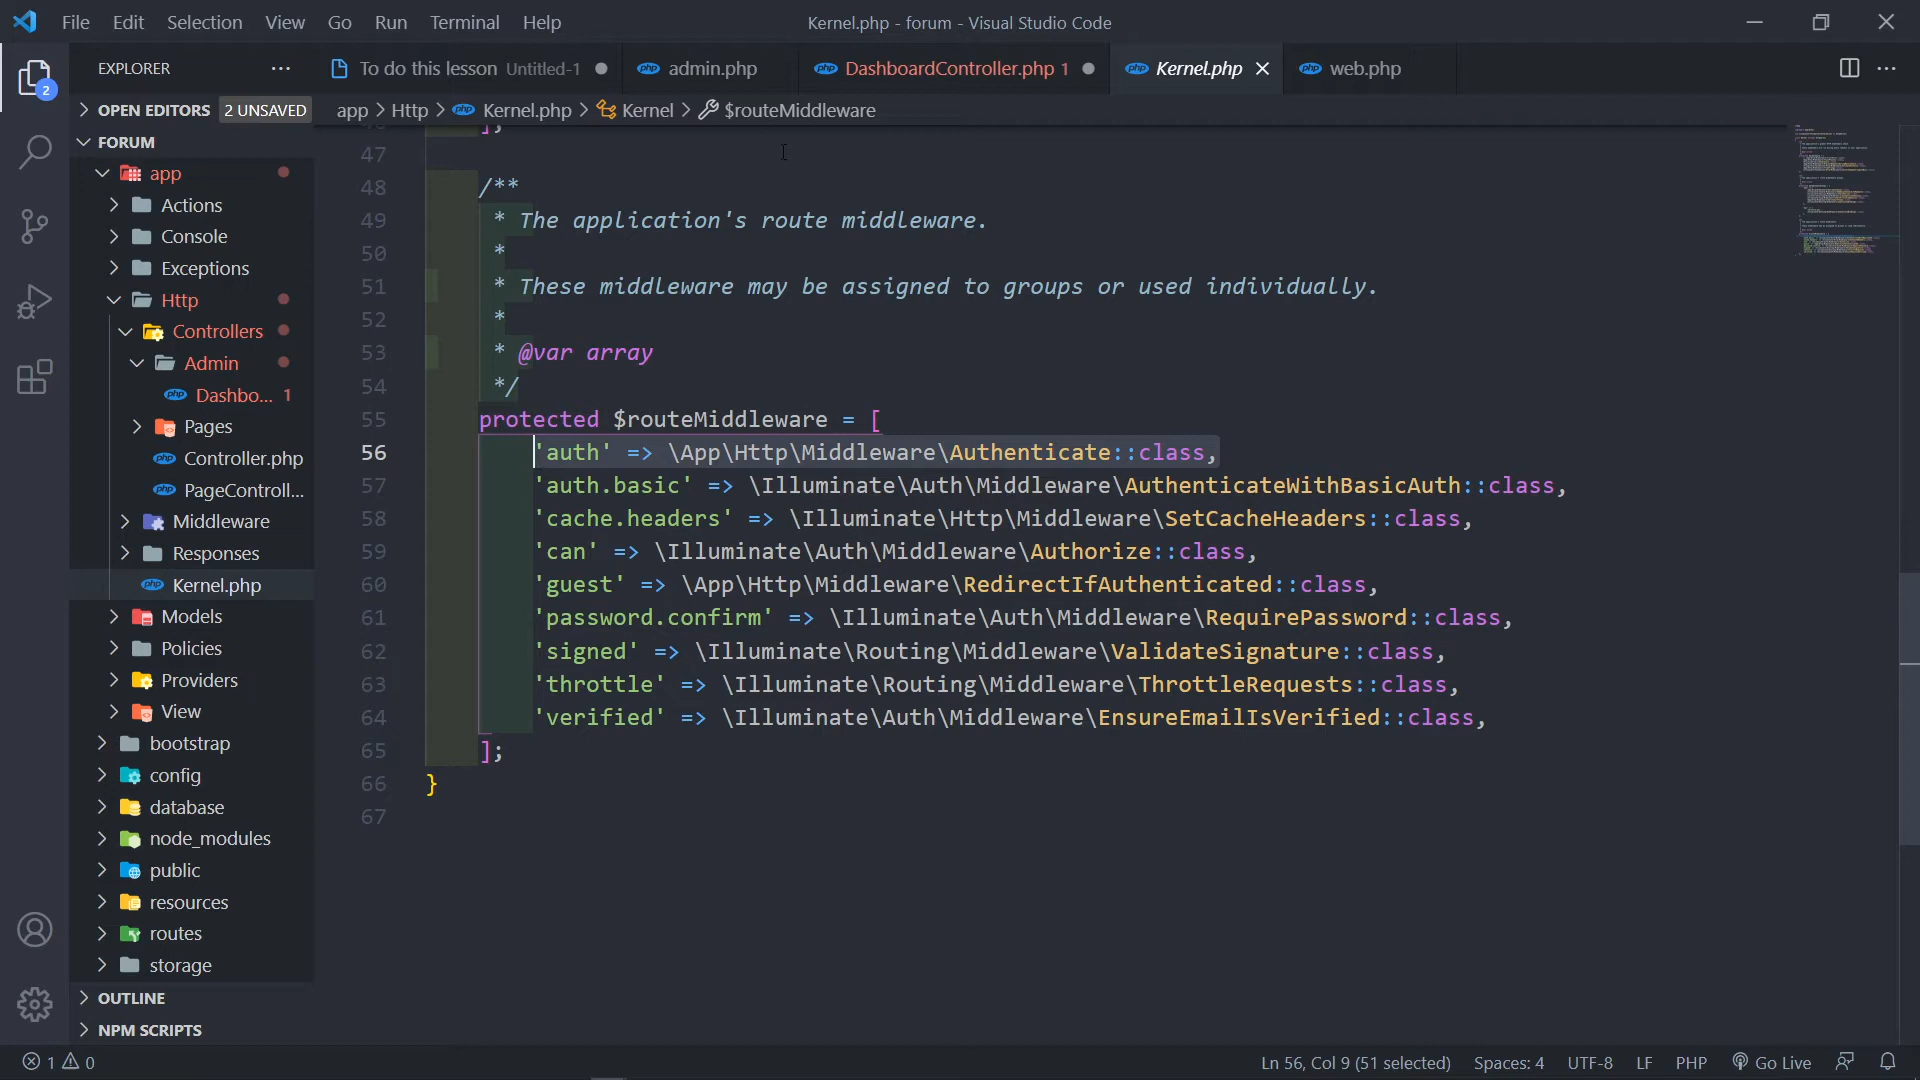 File Edit Selection View Go Run Terminal Help
Kernel.php - forum - Visual Studio Code
EXPLORER
To do this lesson Untitled-1
admin.php
DashboardController.php 1
Kernel.php
web.php
2
OPEN EDITORS 2 UNSAVED
app > Http > Kernel.php > Kernel > $routeMiddleware
FORUM
app
Actions
Console
Exceptions
Http
Controllers
Admin
Dashbo... 1
Pages
Controller.php
PageControll...
Middleware
Responses
Kernel.php
Models
Policies
Providers
View
bootstrap
config
database
node_modules
public
resources
routes
storage
OUTLINE
NPM SCRIPTS
47
48 /**
49 * The application's route middleware.
50 *
51 * These middleware may be assigned to groups or used individually.
52 *
53 * @var array
54 */
55 protected $routeMiddleware = [
56 'auth' => \App\Http\Middleware\Authenticate::class,
57 'auth.basic' => \Illuminate\Auth\Middleware\AuthenticateWithBasicAuth::class,
58 'cache.headers' => \Illuminate\Http\Middleware\SetCacheHeaders::class,
59 'can' => \Illuminate\Auth\Middleware\Authorize::class,
60 'guest' => \App\Http\Middleware\RedirectIfAuthenticated::class,
61 'password.confirm' => \Illuminate\Auth\Middleware\RequirePassword::class,
62 'signed' => \Illuminate\Routing\Middleware\ValidateSignature::class,
63 'throttle' => \Illuminate\Routing\Middleware\ThrottleRequests::class,
64 'verified' => \Illuminate\Auth\Middleware\EnsureEmailIsVerified::class,
65 ];
66 }
67
1 0
Ln 56, Col 9 (51 selected) Spaces: 4 UTF-8 LF PHP Go Live